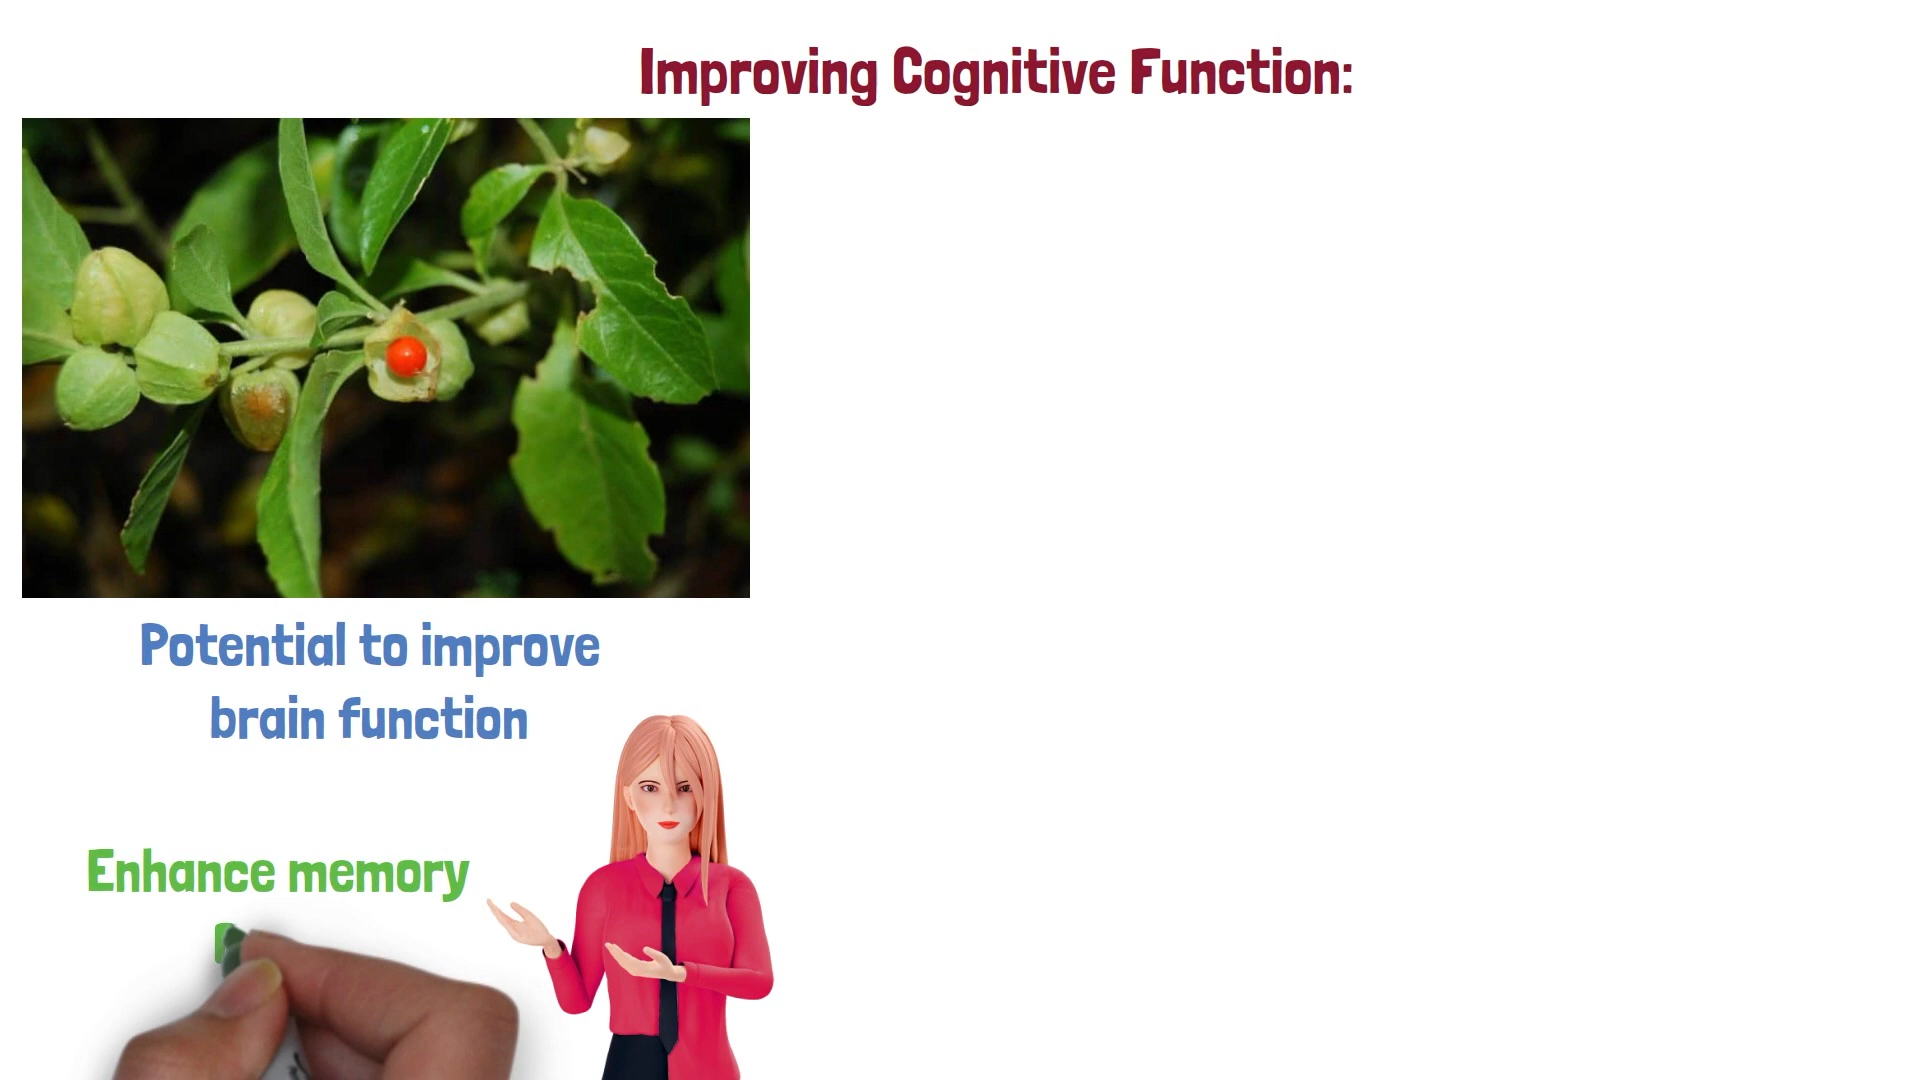 Improving Cognitive Function:
Potential to improve
brain function
Enhance memory